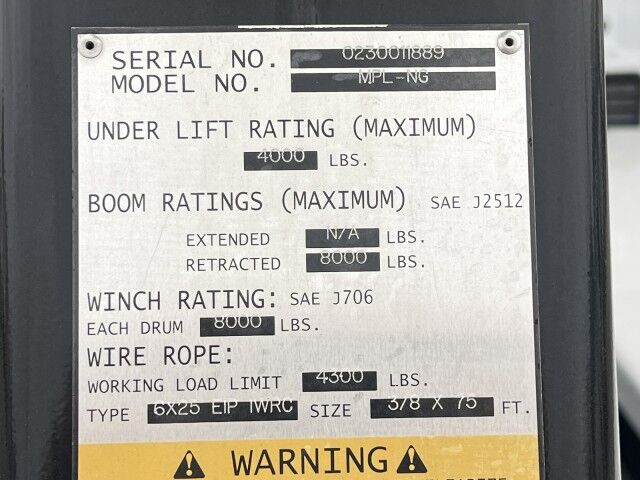 SERIAL NO. 0230011889
MODEL NO. MPL-NG
UNDER LIFT RATING (MAXIMUM)
4000 LBS.
BOOM RATINGS (MAXIMUM) SAE J2512
EXTENDED N/A LBS.
RETRACTED 8000 LBS.
WINCH RATING: SAE J706
EACH DRUM 8000 LBS.
WIRE ROPE:
WORKING LOAD LIMIT 4300 LBS.
TYPE 6X25 EIP IWRC SIZE 3/8 X 75 FT.
WARNING